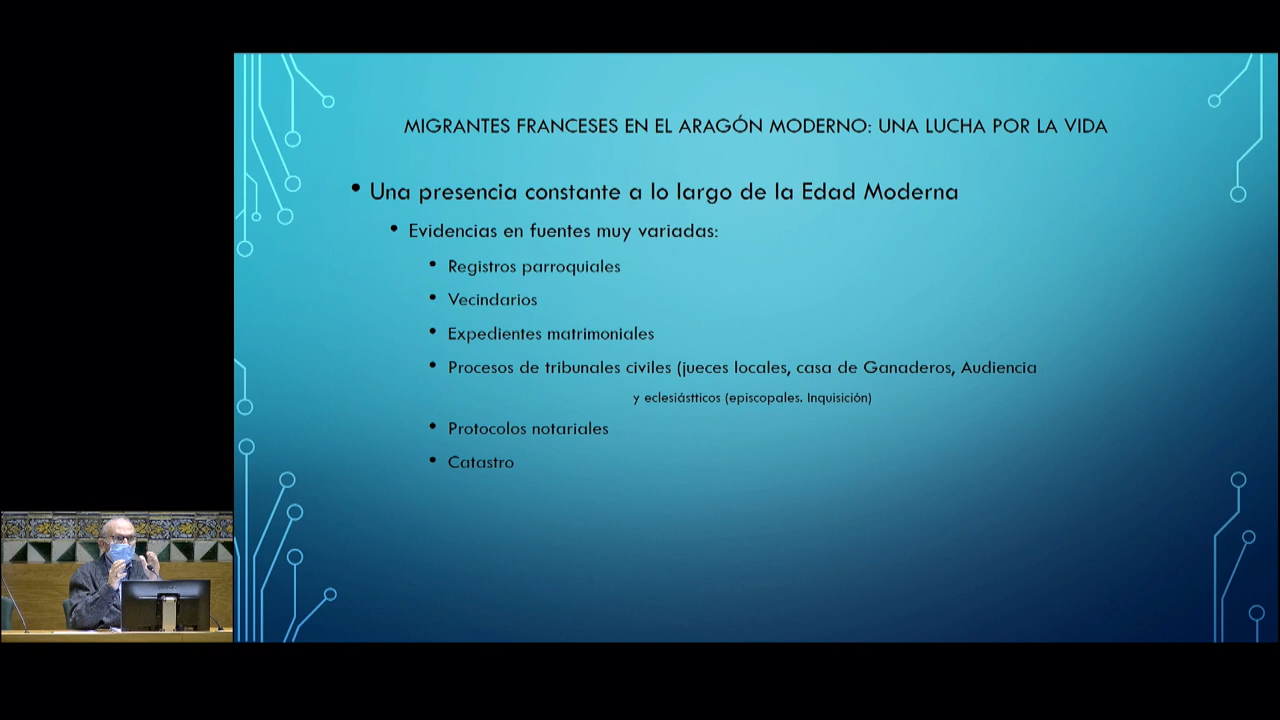 MIGRANTES FRANCESES EN EL ARAGÓN MODERNO: UNA LUCHA POR LA VIDA
• Una presencia constante a lo largo de la Edad Moderna
• Evidencias en fuentes muy variadas:
• Registros parroquiales
• Vecindarios
• Expedientes matrimoniales
• Procesos de tribunales civiles (jueces locales, casa de Ganaderos, Audiencia
y eclesiástticos (episcopales. Inquisición)
• Protocolos notariales
• Catastro